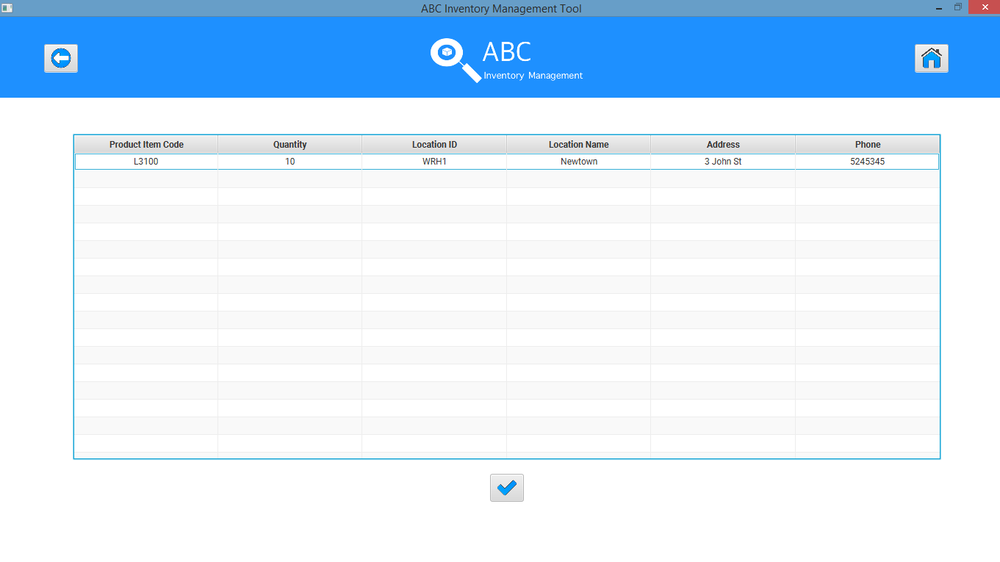 ABC Inventory Management Tool
ABC
Inventory Management
Product Item Code Quantity Location ID Location Name Address Phone
L3100 10 WRH1 Newtown 3 John St 5245345